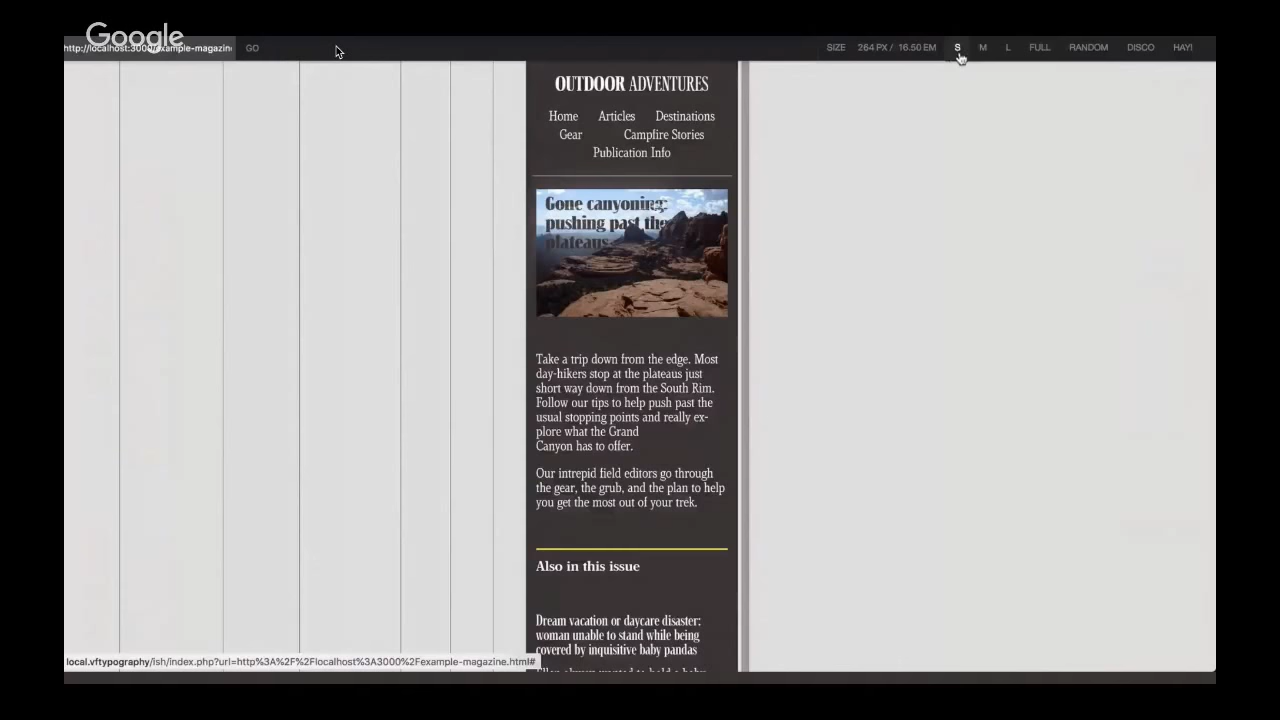 Google
http://localhost:3000/example-magazin
GO
SIZE 264 PX / 16.50 EM S M L FULL RANDOM DISCO HAY!
OUTDOOR ADVENTURES
Home Articles Destinations
Gear Campfire Stories
Publication Info
Gone canyoning:
pushing past the
plateaus
Take a trip down from the edge. Most
day-hikers stop at the plateaus just
short way down from the South Rim.
Follow our tips to help push past the
usual stopping points and really ex-
plore what the Grand
Canyon has to offer.
Our intrepid field editors go through
the gear, the grub, and the plan to help
you get the most out of your trek.
Also in this issue
Dream vacation or daycare disaster:
woman unable to stand while being
covered by inquisitive baby pandas
local.vftypography/ish/index.php?url=http%3A%2F%2Flocalhost%3A3000%2Fexample-magazine.html#